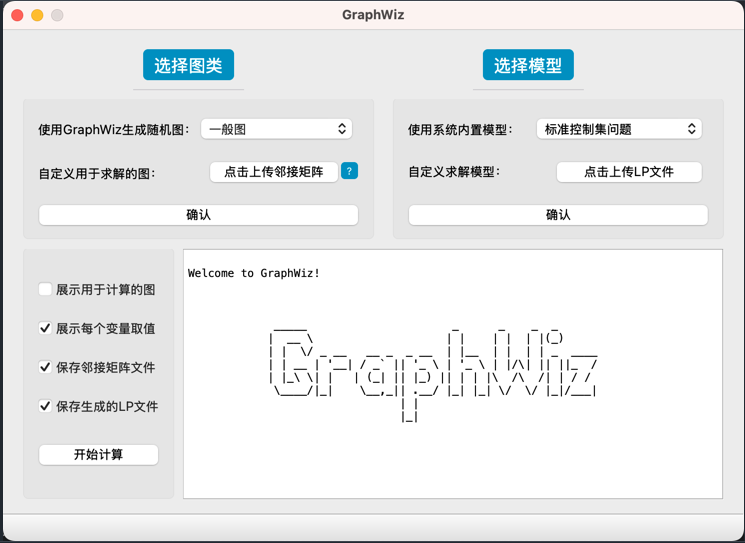 GraphWiz
选择图类
选择模型
使用GraphWiz生成随机图：
一般图
使用系统内置模型：
标准控制集问题
自定义用于求解的图：
点击上传邻接矩阵
?
自定义求解模型：
点击上传LP文件
确认
确认
展示用于计算的图
展示每个变量取值
保存邻接矩阵文件
保存生成的LP文件
开始计算
Welcome to GraphWiz!
GraphWiz